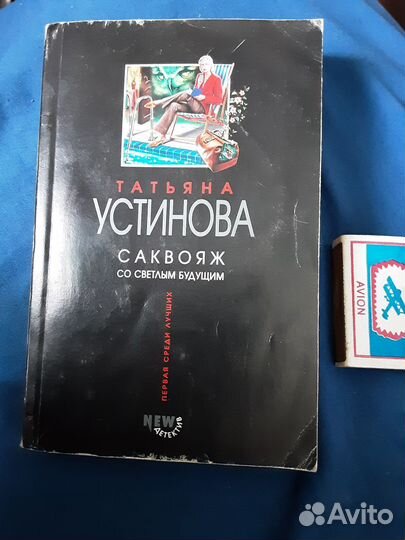 ТАТЬЯНА
УСТИНОВА
САКВОЯЖ
СО СВЕТЛЫМ БУДУЩИМ
ПЕРВАЯ СРЕДИ ЛУЧШИХ
NEW
ДЕТЕКТИВ
AVION
Avito